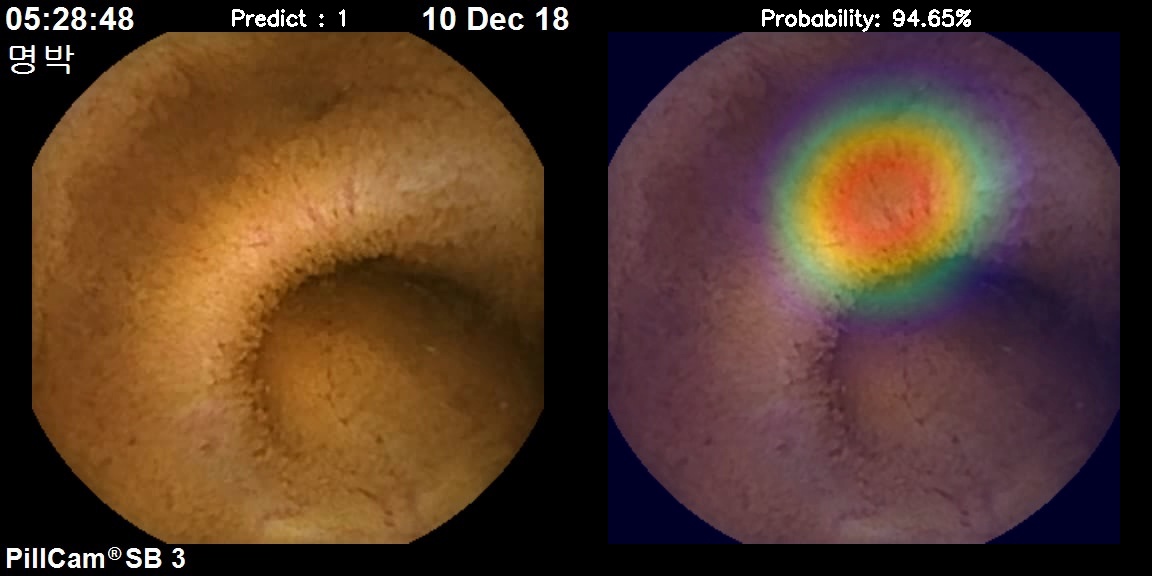 05:28:48
Predict : 1
10 Dec 18
Probability: 94.65%
명박
PillCam® SB 3